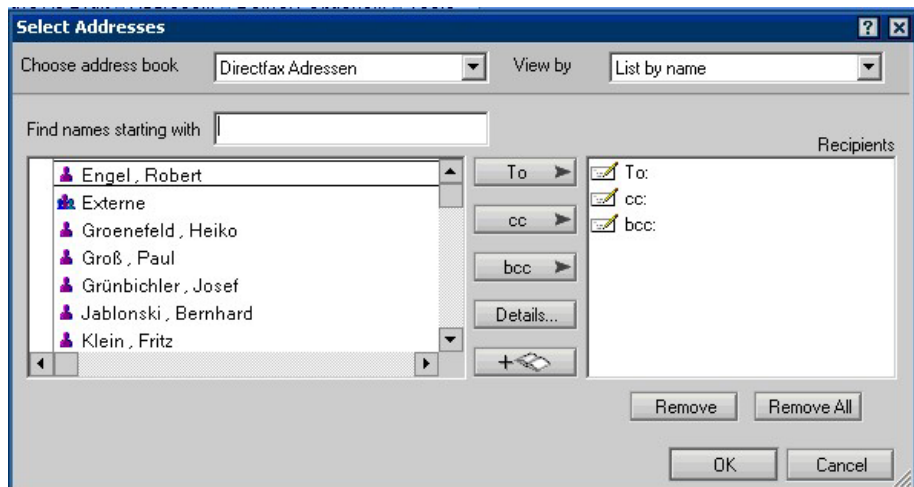 Select Addresses
Choose address book Directfax Adressen View by List by name
Find names starting with
Recipients
Engel , Robert
Externe
Groenefeld , Heiko
Groß , Paul
Grünbichler , Josef
Jablonski , Bernhard
Klein , Fritz
To
cc
bcc
Details...
+
To:
cc:
bcc:
Remove Remove All
OK Cancel